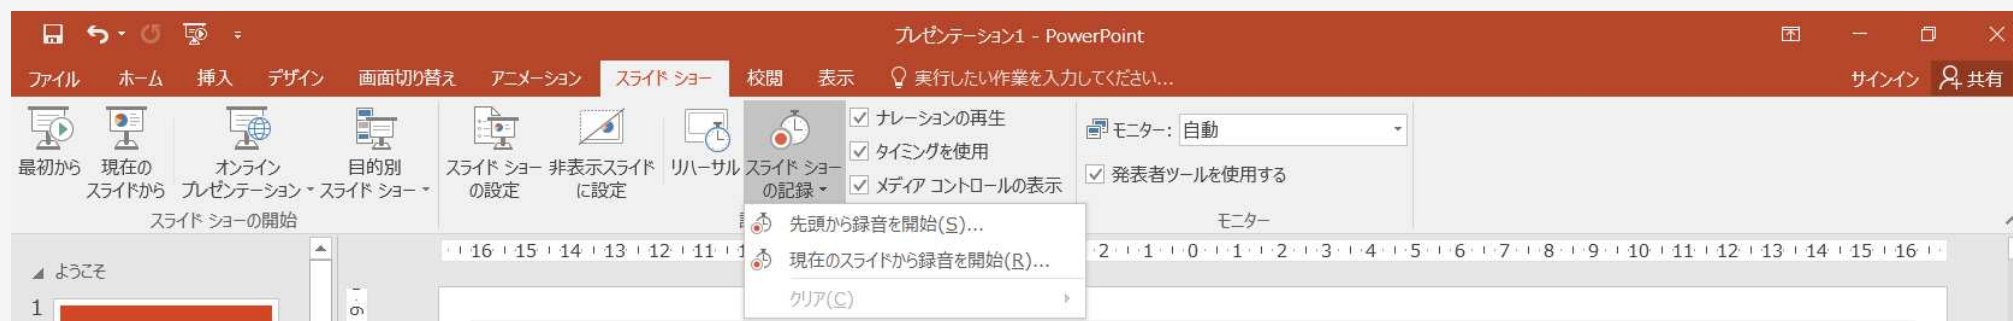 プレゼンテーション1 - PowerPoint
ファイル ホーム 挿入 デザイン 画面切り替え アニメーション スライド ショー 校閲 表示 実行したい作業を入力してください... サインイン 共有
最初から
現在の
スライドから
オンライン
プレゼンテーション
目的別
スライド ショー
スライド ショー
の設定
非表示スライド
に設定
リハーサル
スライド ショー
の記録
ナレーションの再生
タイミングを使用
メディア コントロールの表示
モニター: 自動
発表者ツールを使用する
スライド ショーの開始
モニター
先頭から録音を開始(S)...
現在のスライドから録音を開始(R)...
クリア(C)
16 15 14 13 12 11 1
2 1 0 1 2 3 4 5 6 7 8 9 10 11 12 13 14 15 16
ようこそ
1
9